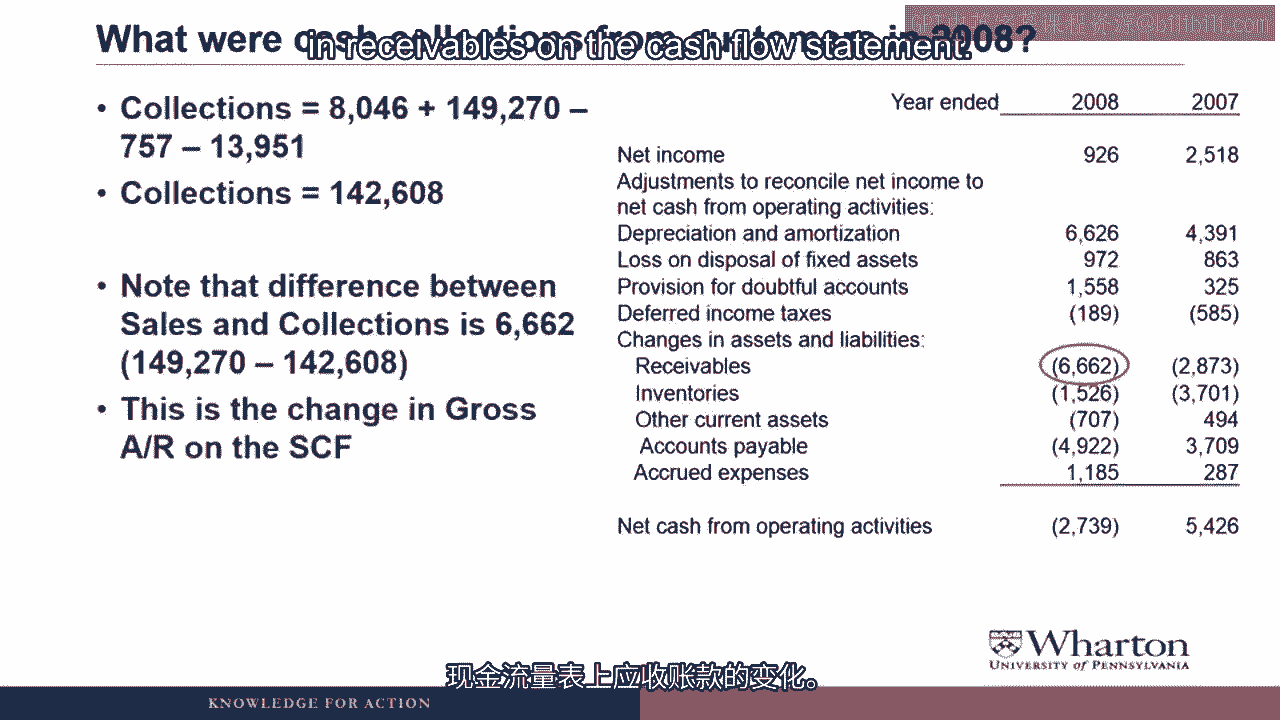 What were cash collections from customers in 2008?
in receivables on the cash flow statement.
• Collections = 8,046 + 149,270 –
757 – 13,951
• Collections = 142,608
• Note that difference between
Sales and Collections is 6,662
(149,270 – 142,608)
• This is the change in Gross
A/R on the SCF
Year ended 2008 2007
Net income 926 2,518
Adjustments to reconcile net income to
net cash from operating activities:
Depreciation and amortization 6,626 4,391
Loss on disposal of fixed assets 972 863
Provision for doubtful accounts 1,558 325
Deferred income taxes (189) (585)
Changes in assets and liabilities:
Receivables (6,662) (2,873)
Inventories (1,526) (3,701)
Other current assets (707) 494
Accounts payable (4,922) 3,709
Accrued expenses 1,185 287
Net cash from operating activities (2,739) 5,426
Wharton
UNIVERSITY of PENNSYLVANIA
现金流量表上应收账款的变化。
KNOWLEDGE FOR ACTION